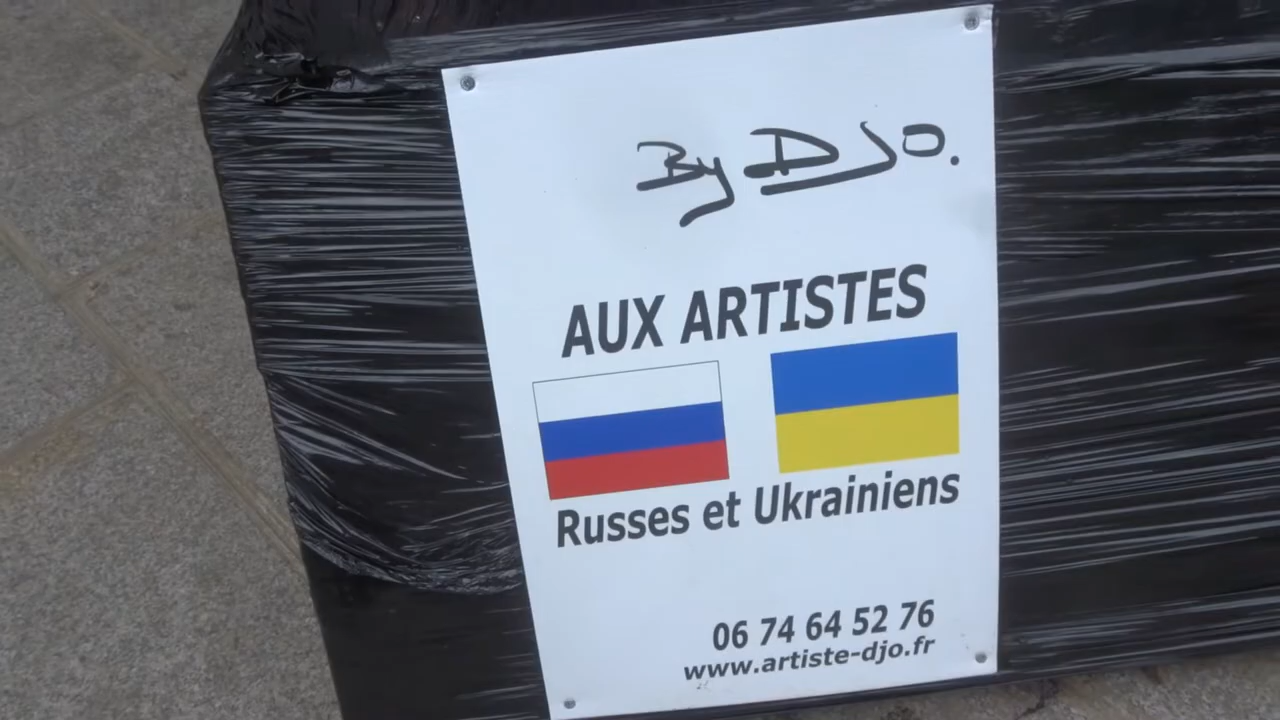 By DJO.
AUX ARTISTES
Russes et Ukrainiens
06 74 64 52 76
www.artiste-djo.fr